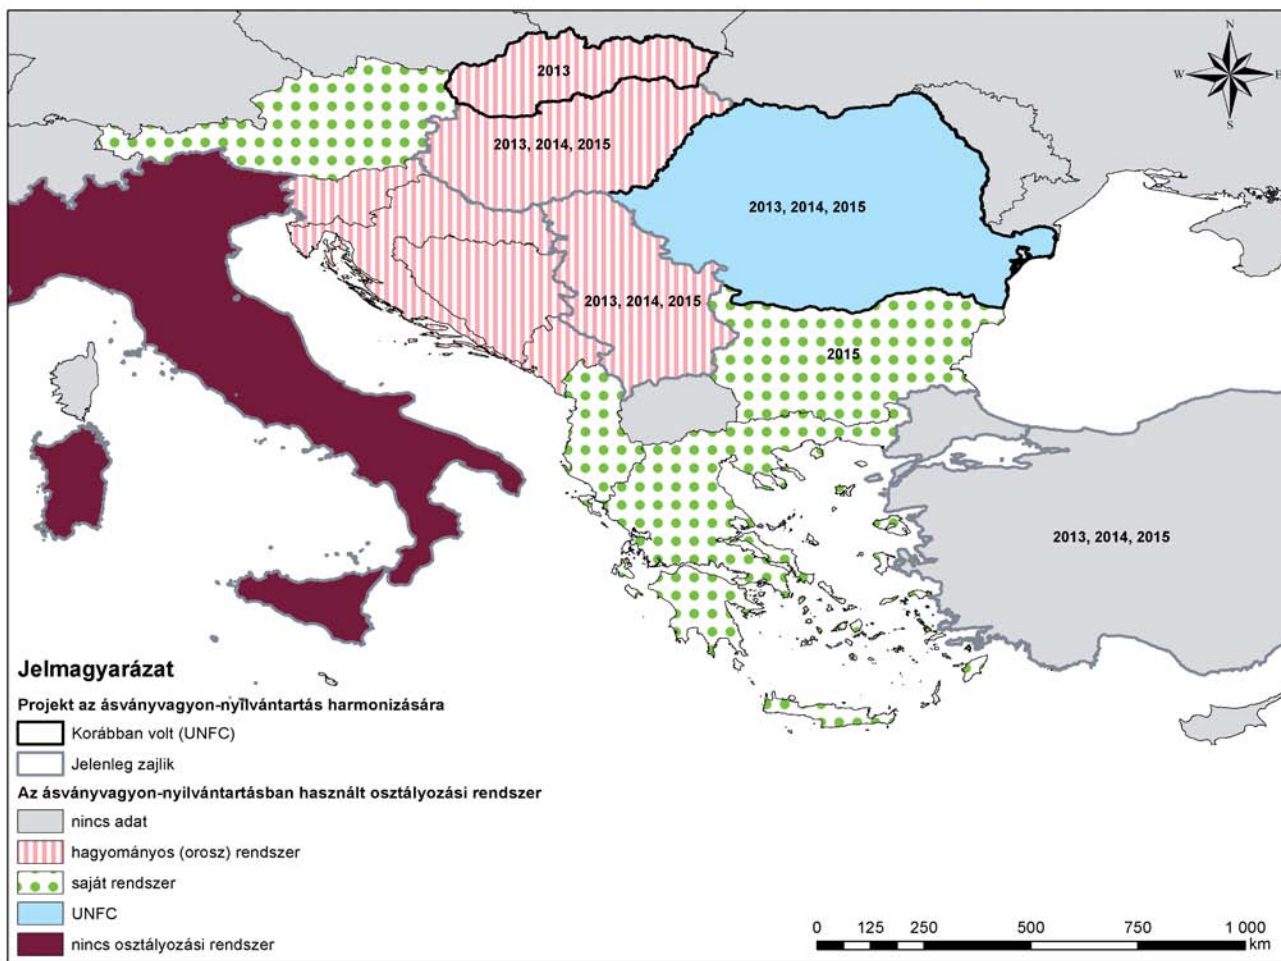 N
W
E
S
2013
2013, 2014, 2015
2013, 2014, 2015
2013, 2014, 2015
2015
2013, 2014, 2015
Jelmagyarázat
Projekt az ásványvagyon-nyilvántartás harmonizására
Korábban volt (UNFC)
Jelenleg zajlik
Az ásványvagyon-nyilvántartásban használt osztályozási rendszer
nincs adat
hagyományos (orosz) rendszer
saját rendszer
UNFC
nincs osztályozási rendszer
0 125 250 500 750 1 000
km